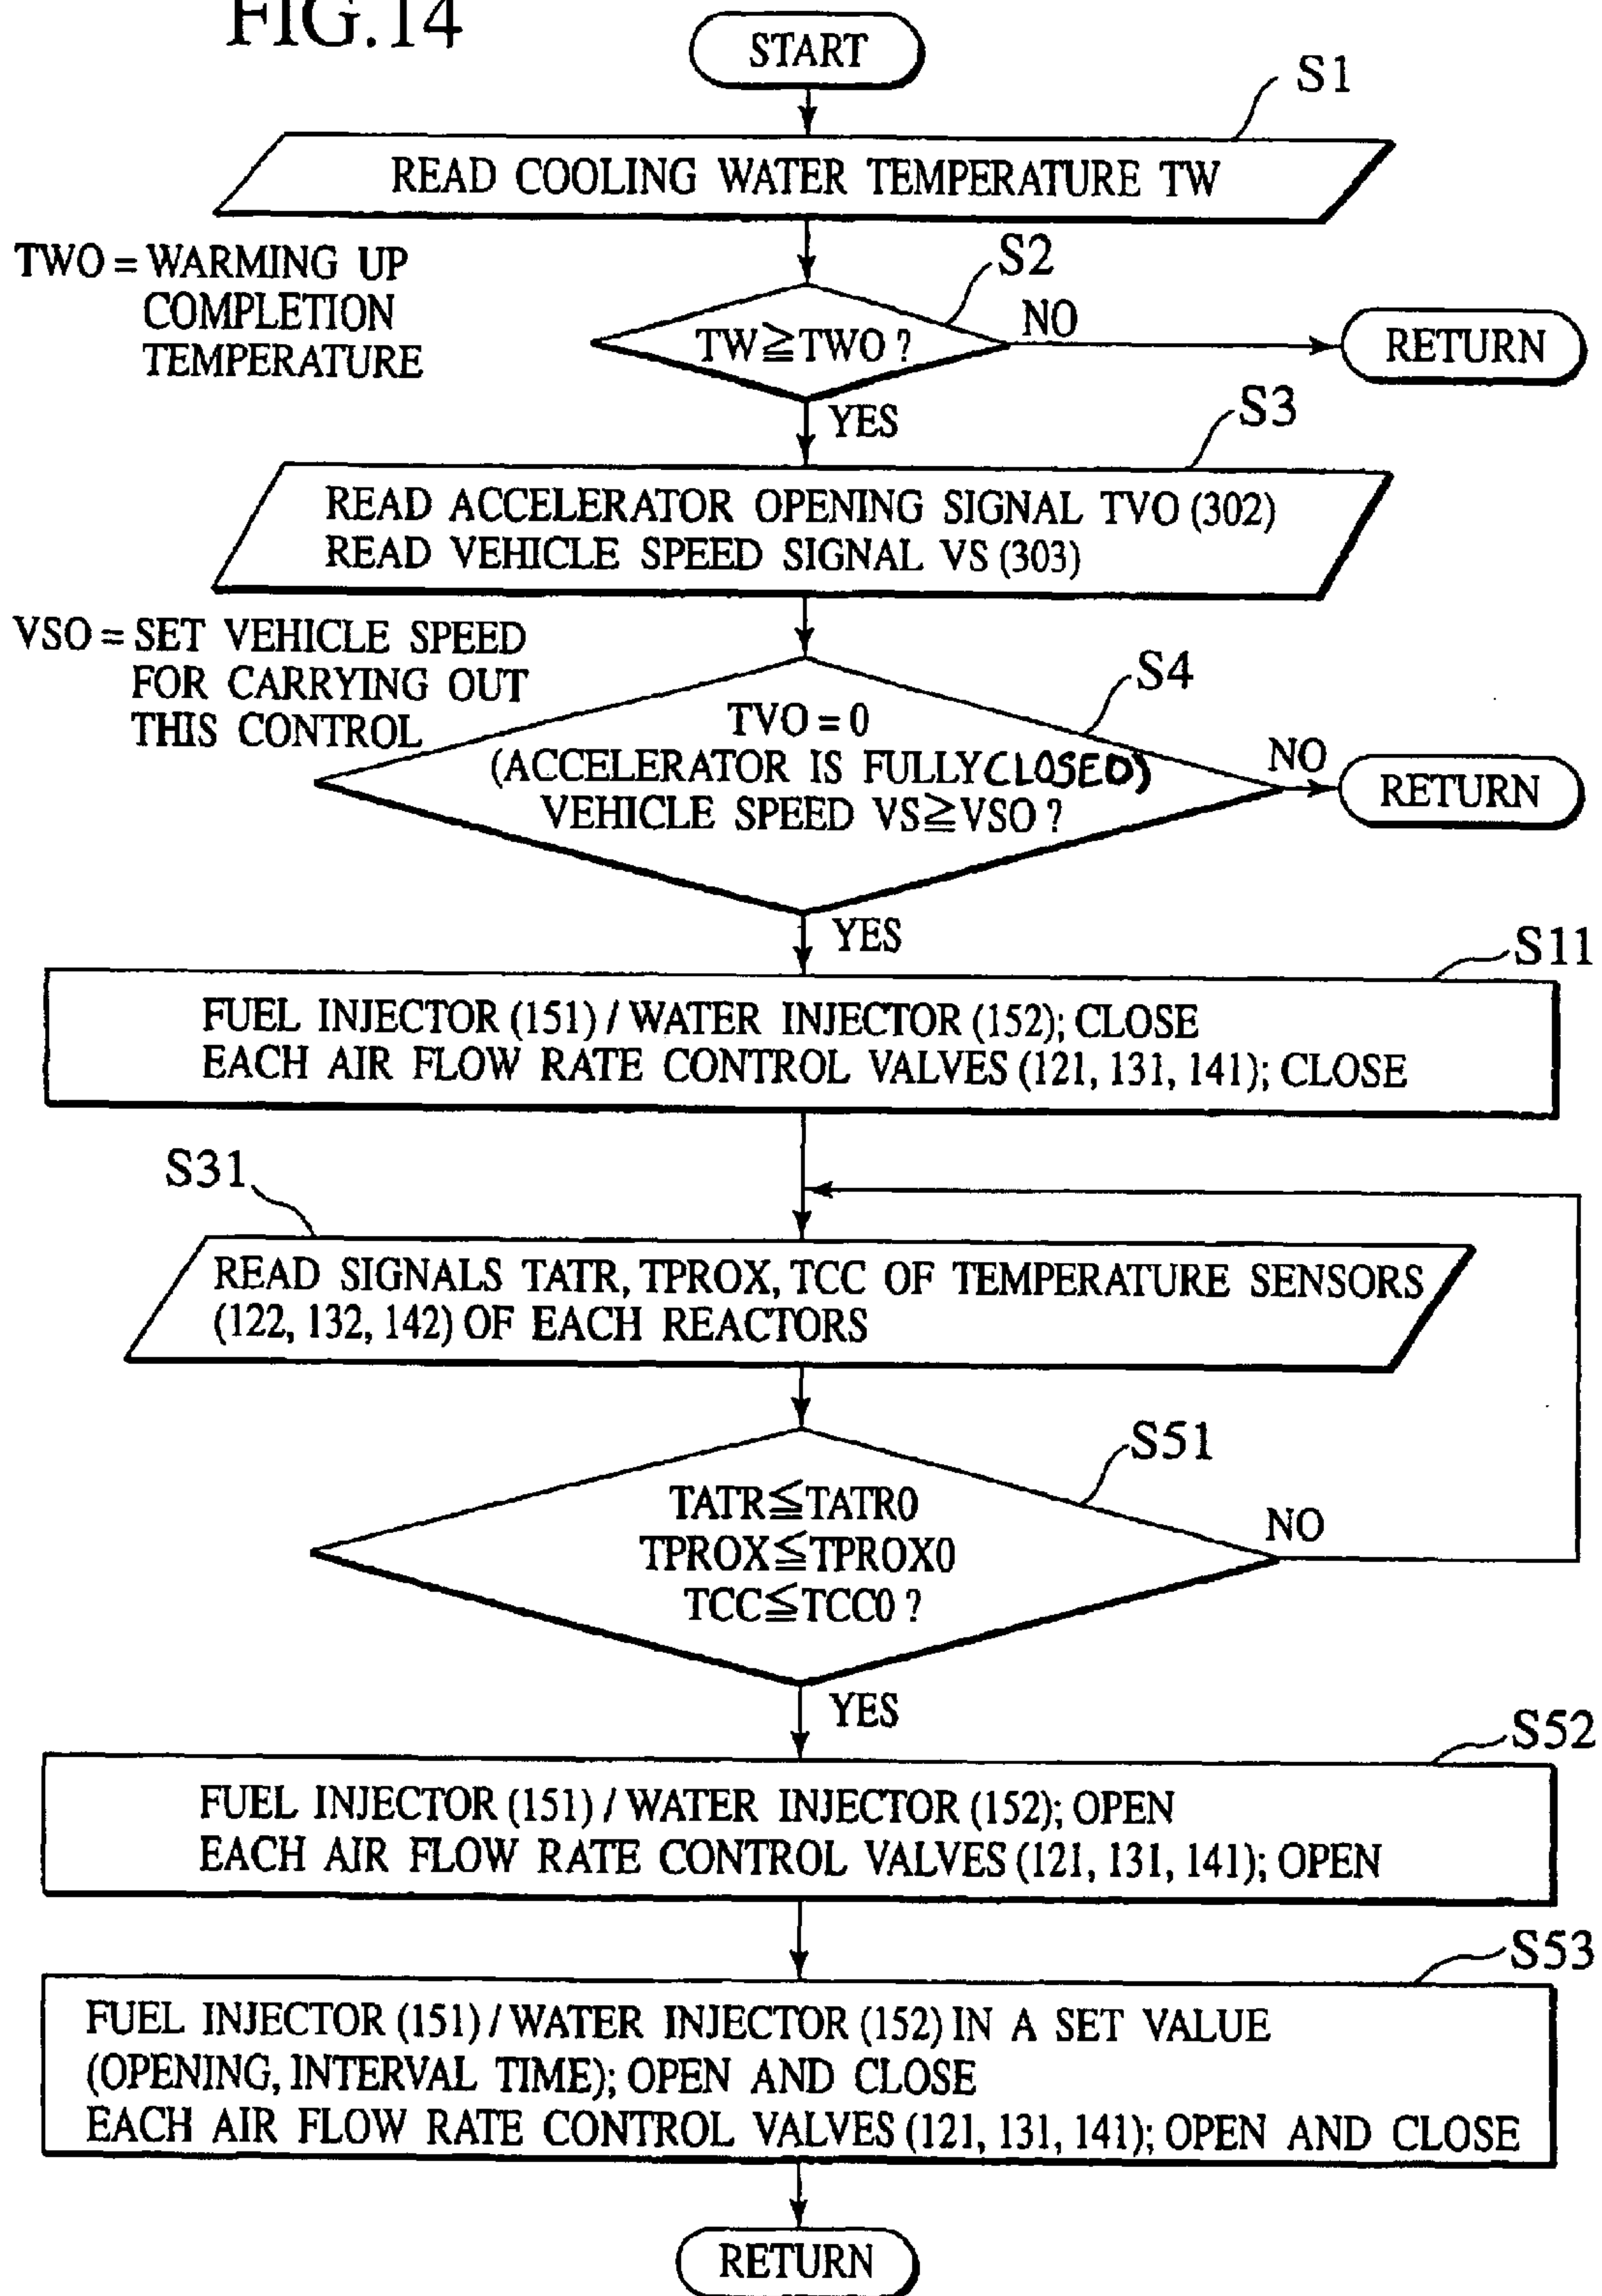 FIG.14
START
S1
READ COOLING WATER TEMPERATURE TW
TWO = WARMING UP
COMPLETION
TEMPERATURE
S2
TW≧TWO ?
NO
RETURN
YES
S3
READ ACCELERATOR OPENING SIGNAL TVO (302)
READ VEHICLE SPEED SIGNAL VS (303)
VSO = SET VEHICLE SPEED
FOR CARRYING OUT
THIS CONTROL
S4
TVO = 0
(ACCELERATOR IS FULLY CLOSED)
VEHICLE SPEED VS≧VSO ?
NO
RETURN
YES
S11
FUEL INJECTOR (151) / WATER INJECTOR (152); CLOSE
EACH AIR FLOW RATE CONTROL VALVES (121, 131, 141); CLOSE
S31
READ SIGNALS TATR, TPROX, TCC OF TEMPERATURE SENSORS
(122, 132, 142) OF EACH REACTORS
S51
TATR≦TATR0
TPROX≦TPROX0
TCC≦TCC0 ?
NO
YES
S52
FUEL INJECTOR (151) / WATER INJECTOR (152); OPEN
EACH AIR FLOW RATE CONTROL VALVES (121, 131, 141); OPEN
S53
FUEL INJECTOR (151) / WATER INJECTOR (152) IN A SET VALUE
(OPENING, INTERVAL TIME); OPEN AND CLOSE
EACH AIR FLOW RATE CONTROL VALVES (121, 131, 141); OPEN AND CLOSE
RETURN